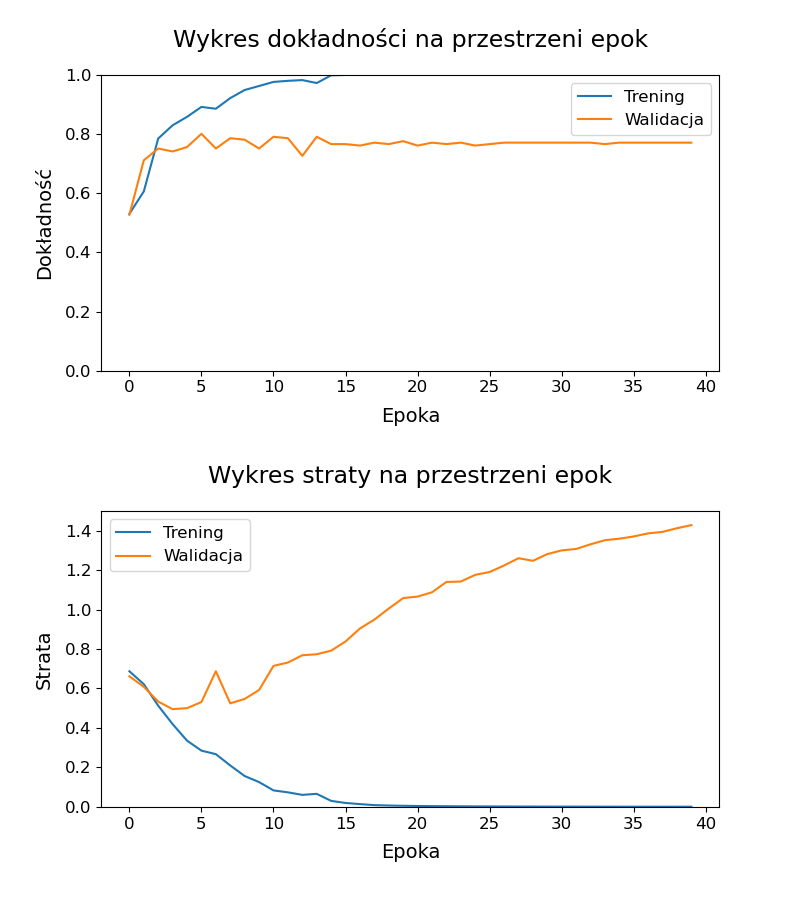 Wykres dokładności na przestrzeni epok
1.0
0.8
0.6
0.4
0.2
0.0
Dokładność
Trening
Walidacja
0 5 10 15 20 25 30 35 40
Epoka
Wykres straty na przestrzeni epok
1.4
1.2
1.0
0.8
0.6
0.4
0.2
0.0
Strata
Trening
Walidacja
0 5 10 15 20 25 30 35 40
Epoka